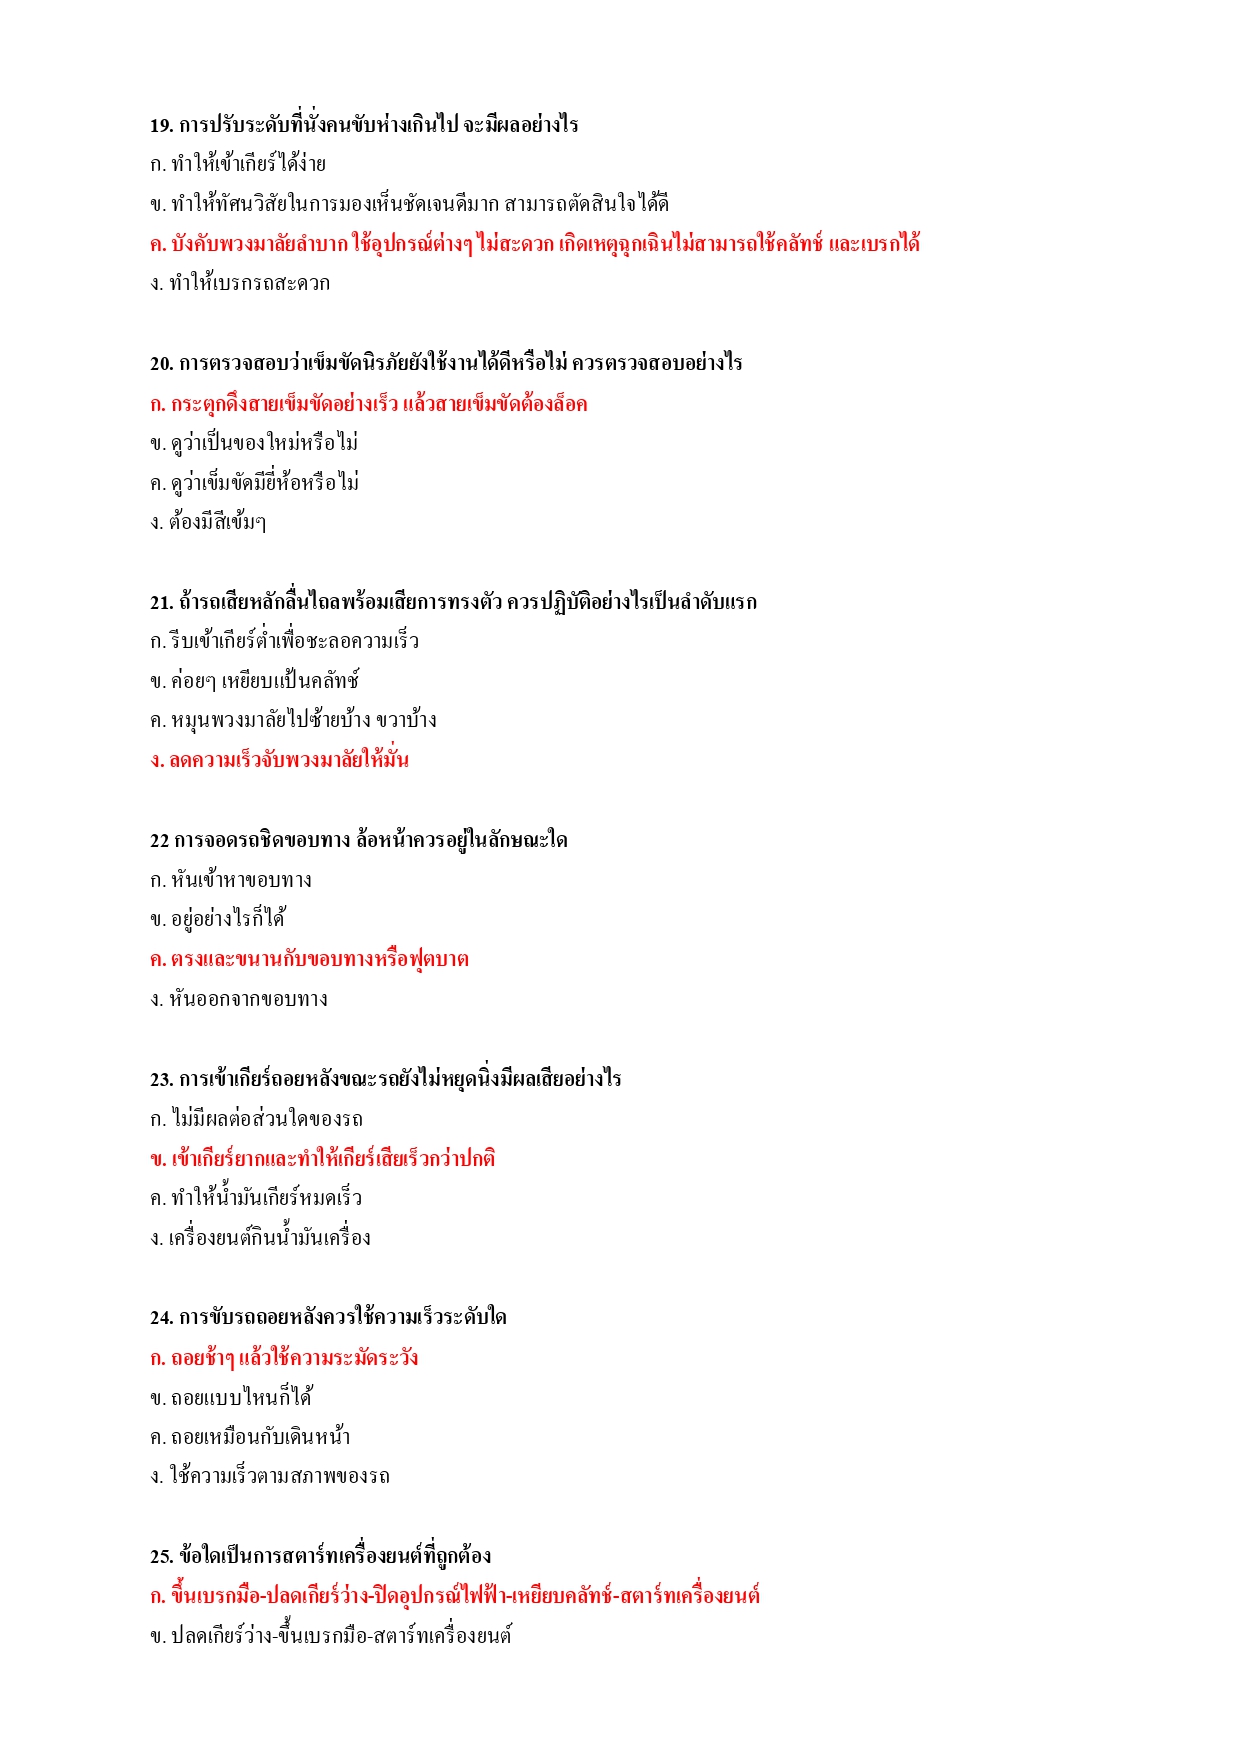 19. การปรับระดับที่นั่งคนขับห่างเกินไป จะมีผลอย่างไร
ก. ทำให้เข้าเกียร์ได้ง่าย
ข. ทำให้ทัศนวิสัยในการมองเห็นชัดเจนดีมาก สามารถตัดสินใจได้ดี
ค. บังคับพวงมาลัยลำบาก ใช้อุปกรณ์ต่างๆ ไม่สะดวก เกิดเหตุฉุกเฉินไม่สามารถใช้คลัทช์ และเบรกได้
ง. ทำให้เบรกรถสะดวก
20. การตรวจสอบว่าเข็มขัดนิรภัยยังใช้งานได้ดีหรือไม่ ควรตรวจสอบอย่างไร
ก. กระตุกดึงสายเข็มขัดอย่างเร็ว แล้วสายเข็มขัดต้องล็อค
ข. ดูว่าเป็นของใหม่หรือไม่
ค. ดูว่าเข็มขัดมียี่ห้อหรือไม่
ง. ต้องมีสีเข้มๆ
21. ถ้ารถเสียหลักลื่นไถลพร้อมเสียการทรงตัว ควรปฏิบัติอย่างไรเป็นลำดับแรก
ก. รีบเข้าเกียร์ต่ำเพื่อชะลอความเร็ว
ข. ค่อยๆ เหยียบแป้นคลัทช์
ค. หมุนพวงมาลัยไปซ้ายบ้าง ขวาบ้าง
ง. ลดความเร็วจับพวงมาลัยให้มั่น
22 การจอดรถชิดขอบทาง ล้อหน้าควรอยู่ในลักษณะใด
ก. หันเข้าหาขอบทาง
ข. อยู่อย่างไรก็ได้
ค. ตรงและขนานกับขอบทางหรือฟุตบาต
ง. หันออกจากขอบทาง
23. การเข้าเกียร์ถอยหลังขณะรถยังไม่หยุดนิ่งมีผลเสียอย่างไร
ก. ไม่มีผลต่อส่วนใดของรถ
ข. เข้าเกียร์ยากและทำให้เกียร์เสียเร็วกว่าปกติ
ค. ทำให้น้ำมันเกียร์หมดเร็ว
ง. เครื่องยนต์กินน้ำมันเครื่อง
24. การขับรถถอยหลังควรใช้ความเร็วระดับใด
ก. ถอยช้าๆ แล้วใช้ความระมัดระวัง
ข. ถอยแบบไหนก็ได้
ค. ถอยเหมือนกับเดินหน้า
ง. ใช้ความเร็วตามสภาพของรถ
25. ข้อใดเป็นการสตาร์ทเครื่องยนต์ที่ถูกต้อง
ก. ขึ้นเบรกมือ-ปลดเกียร์ว่าง-ปิดอุปกรณ์ไฟฟ้า-เหยียบคลัทช์-สตาร์ทเครื่องยนต์
ข. ปลดเกียร์ว่าง-ขึ้นเบรกมือ-สตาร์ทเครื่องยนต์